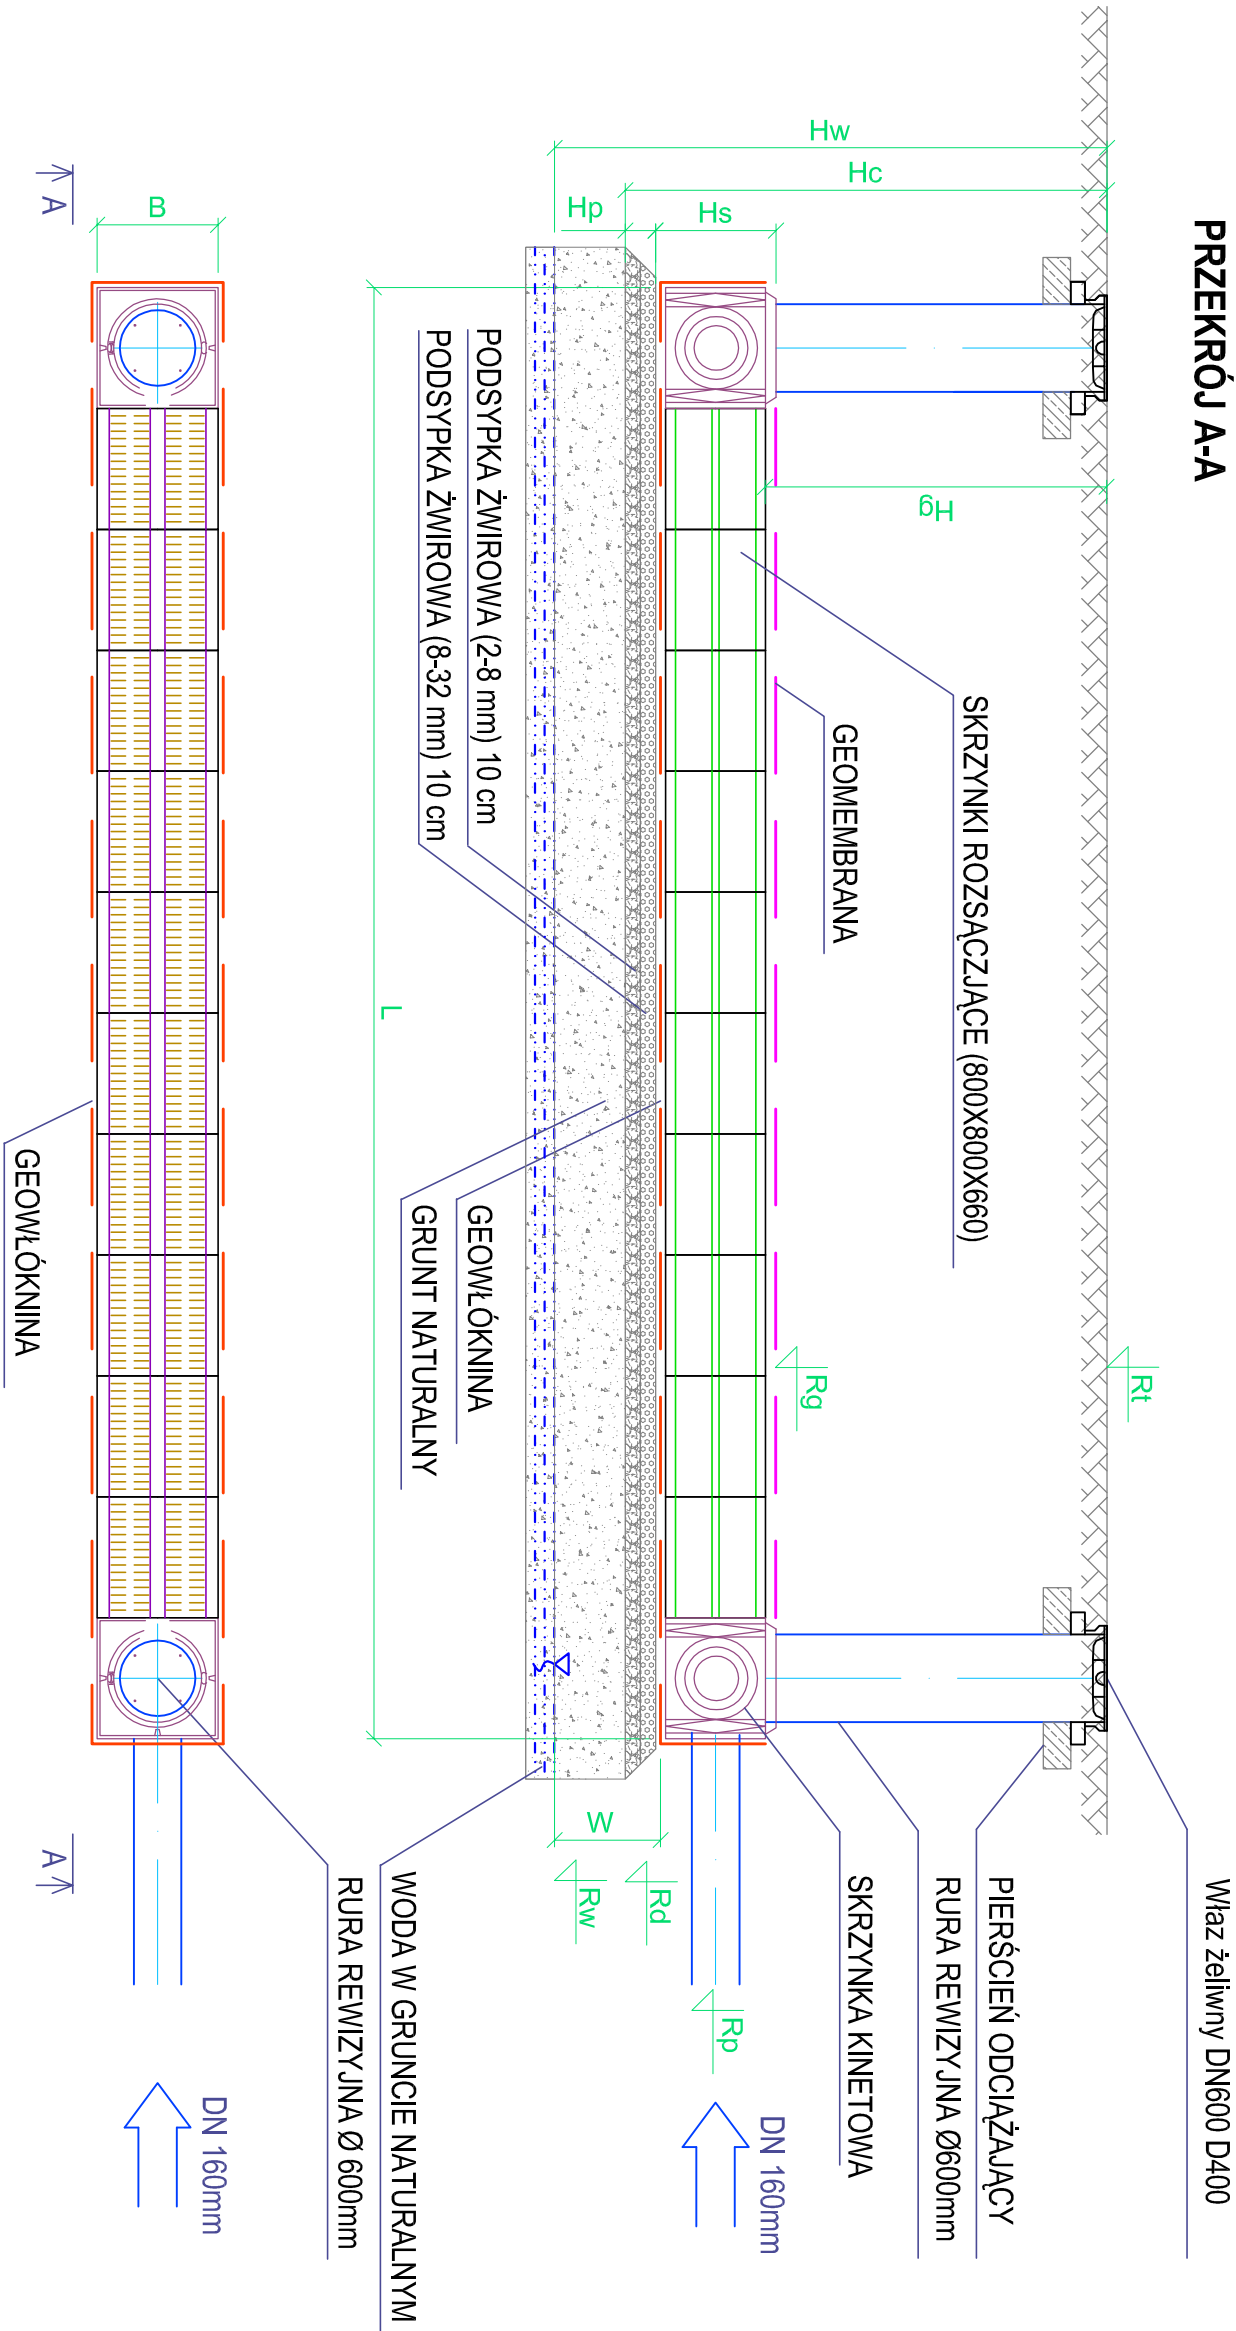 PRZEKRÓJ A-A
Właz żeliwny DN600 D400
Rt
PIERŚCIEŃ ODCIĄŻAJĄCY
RURA REWIZYJNA Ø600mm
SKRZYNKI ROZSĄCZJĄCE (800X800X660)
Hg
Hw
Hc
GEOMEMBRANA
Rg
SKRZYNKA KINETOWA
DN 160mm
Hs
Rp
Hp
Rd
W
Rw
PODSYPKA ŻWIROWA (2-8 mm) 10 cm
PODSYPKA ŻWIROWA (8-32 mm) 10 cm
GEOWŁÓKNINA
GRUNT NATURALNY
WODA W GRUNCIE NATURALNYM
L
RURA REWIZYJNA Ø 600mm
DN 160mm
B
A
A
GEOWŁÓKNINA